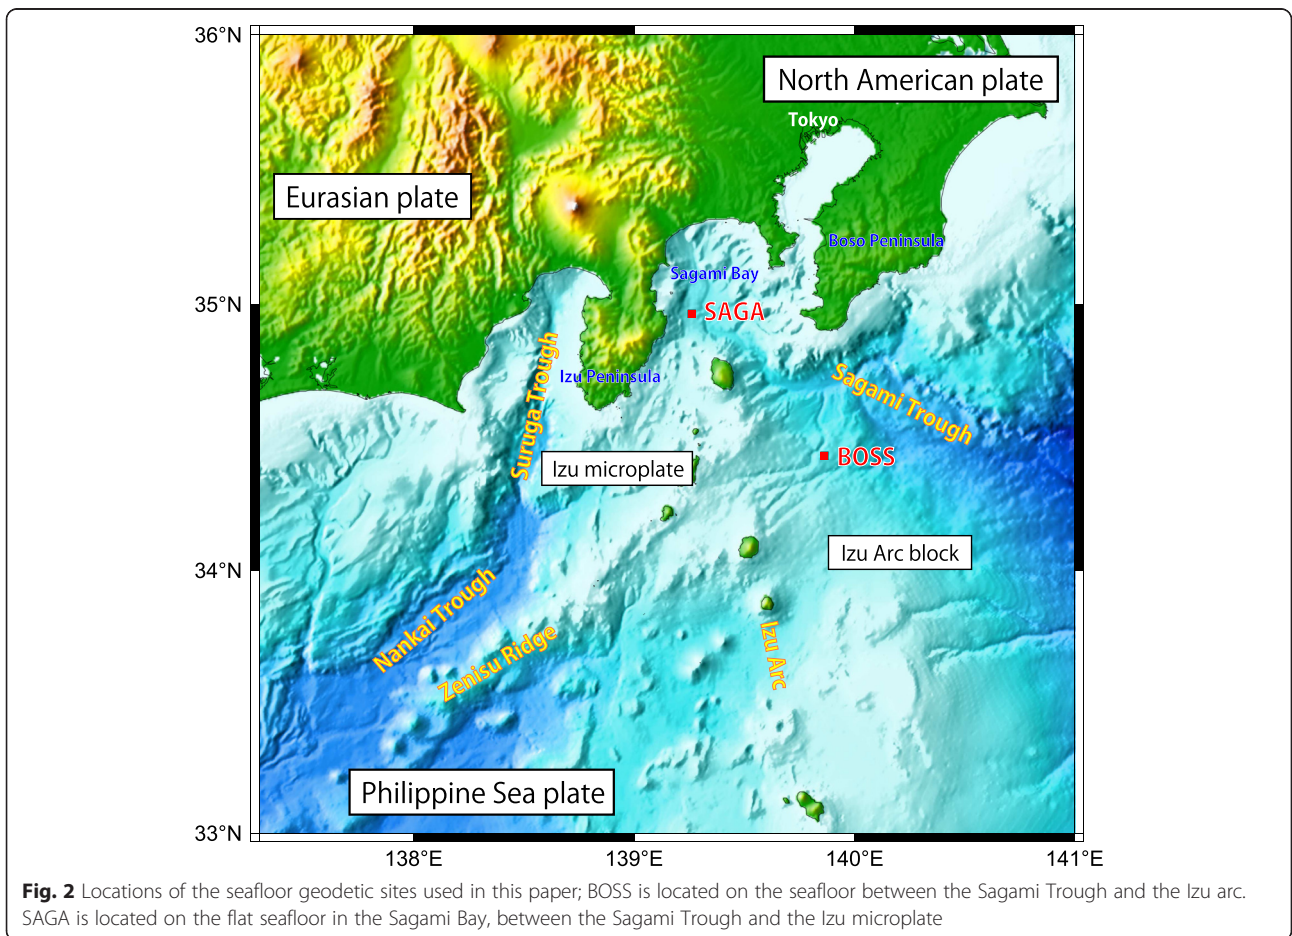 36°N
North American plate
Tokyo
Eurasian plate
Boso Peninsula
Sagami Bay
35°N
SAGA
Suruga Trough
Izu Peninsula
Sagami Trough
BOSS
Izu microplate
Izu Arc block
34°N
Nankai Trough
Zenisu Ridge
Izu Arc
Philippine Sea plate
33°N
138°E
139°E
140°E
141°E
Fig. 2 Locations of the seafloor geodetic sites used in this paper; BOSS is located on the seafloor between the Sagami Trough and the Izu arc.
SAGA is located on the flat seafloor in the Sagami Bay, between the Sagami Trough and the Izu microplate